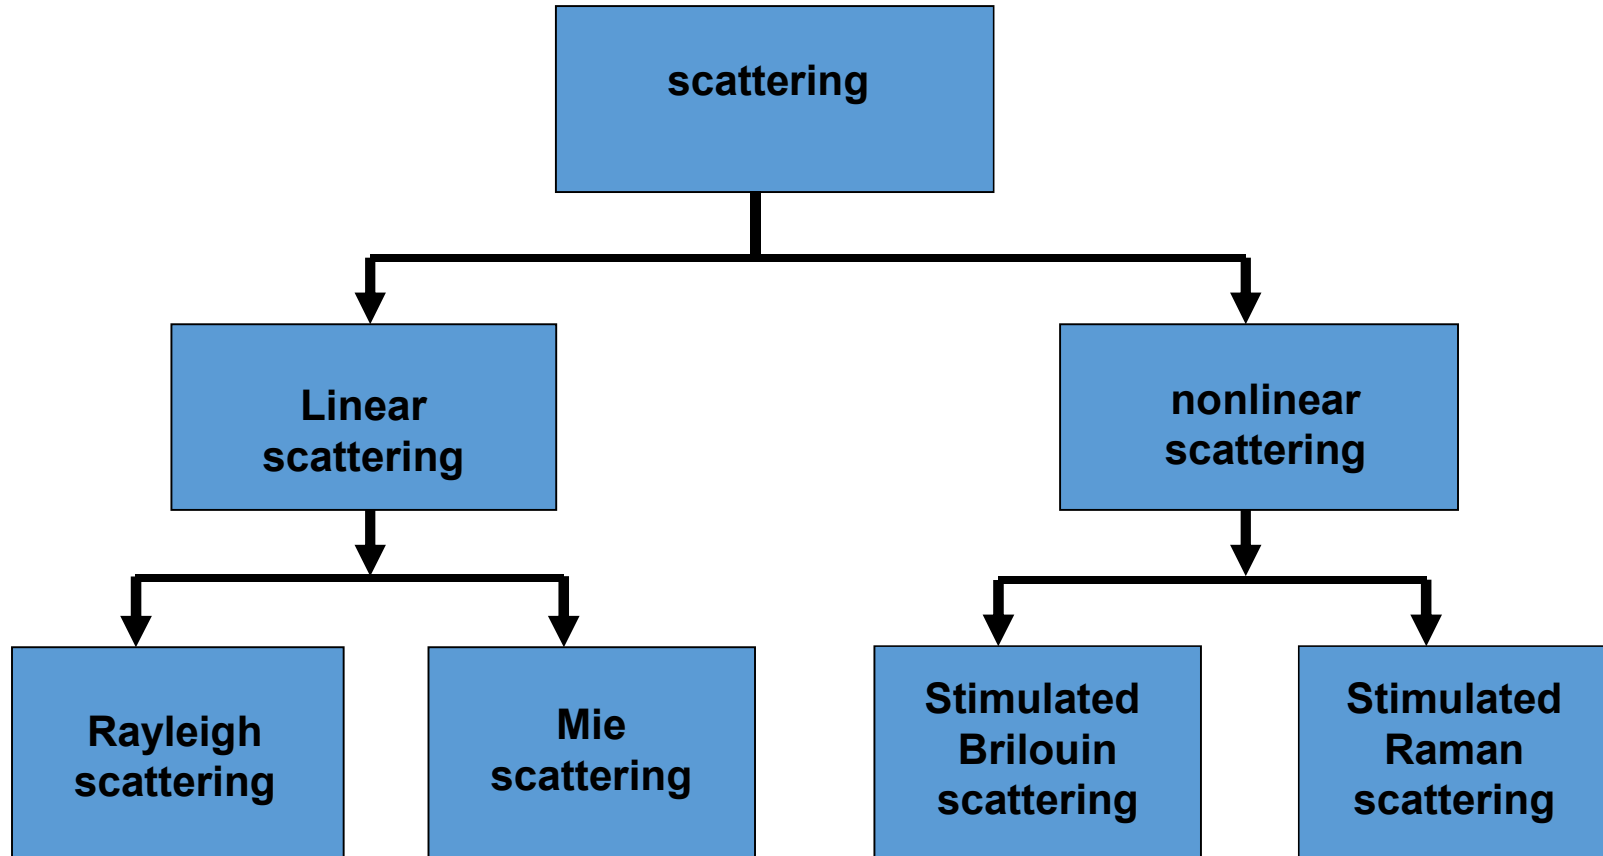 scattering
Linear
scattering
nonlinear
scattering
Rayleigh
scattering
Mie
scattering
Stimulated
Brilouin
scattering
Stimulated
Raman
scattering